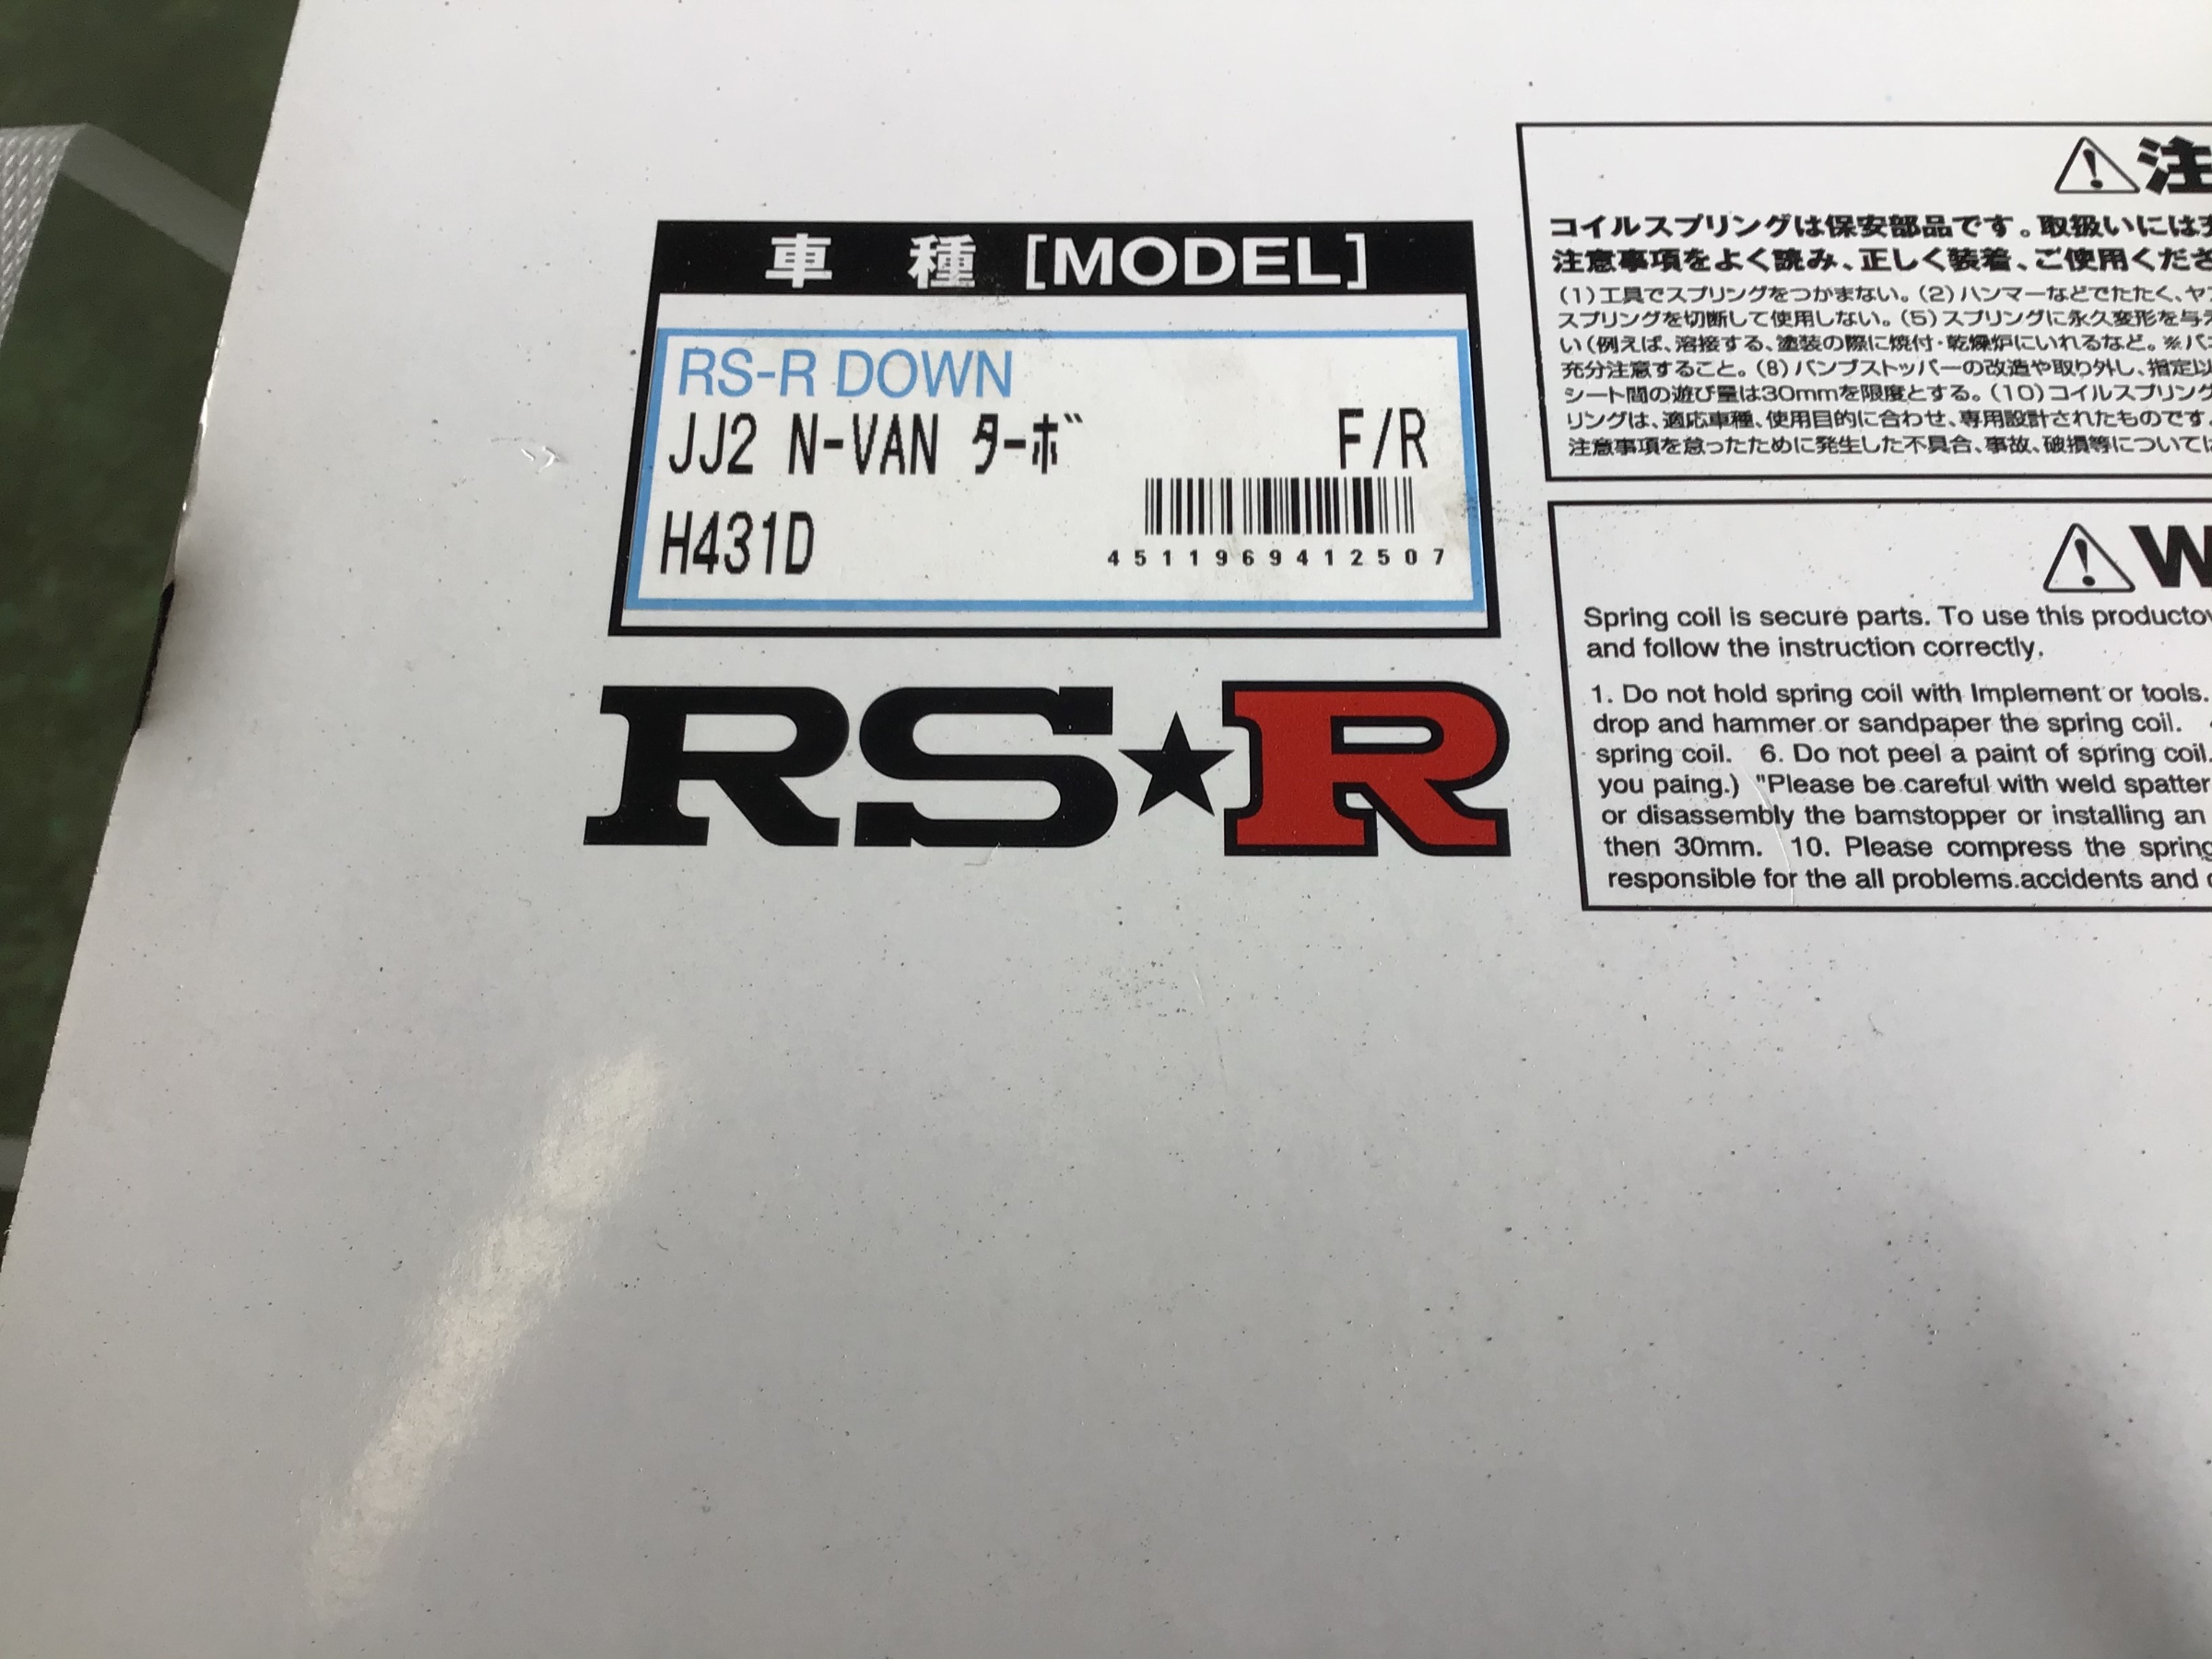 車 種 [MODEL]
RS-R DOWN
JJ2 N-VAN ﾀｰﾎﾞ F/R
H431D
4511969412507
RS★R
⚠注
コイルスプリングは保安部品です。取扱いには
注意事項をよく読み、正しく装着、ご使用くださ
(1)工具でスプリングをつかまない。(2)ハンマーなどでたたく、ヤ
スプリングを切断して使用しない。(5)スプリングに永久変形を与
い(例えば、溶接する、塗装の際に焼付・乾燥炉にいれるなど。※バ
充分注意すること。(8)バンプストッパーの改造や取り外し、指定以
シート間の遊び量は30mmを限度とする。(10)コイルスプリング
リングは、適応車種、使用目的に合わせ、専用設計されたものです。
注意事項を怠ったために発生した不具合、事故、破損等については
⚠W
Spring coil is secure parts. To use this producto
and follow the instruction correctly.
1. Do not hold spring coil with Implement or tools.
drop and hammer or sandpaper the spring coil.
spring coil. 6. Do not peel a paint of spring coil.
you paing.) "Please be careful with weld spatter
or disassembly the bamstopper or installing an
then 30mm. 10. Please compress the spring
responsible for the all problems.accidents and